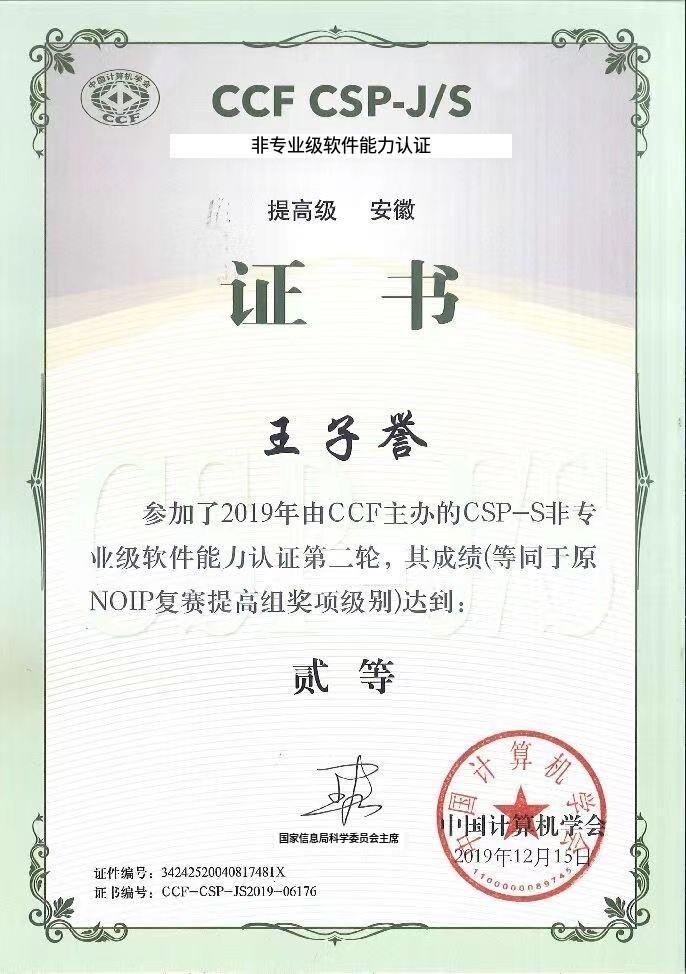 中国计算机学会
CCF
CCF CSP-J/S
非专业级软件能力认证
提高级 安徽
证 书
王子誉
参加了2019年由CCF主办的CSP-S非专
业级软件能力认证第二轮，其成绩(等同于原
NOIP复赛提高组奖项级别)达到：
贰 等
国家信息局科学委员会主席
中国计算机学会
中国计算机学会
2019年12月15日
1100000089745
证件编号：34242520040817481X
证书编号：CCF-CSP-JS2019-06176